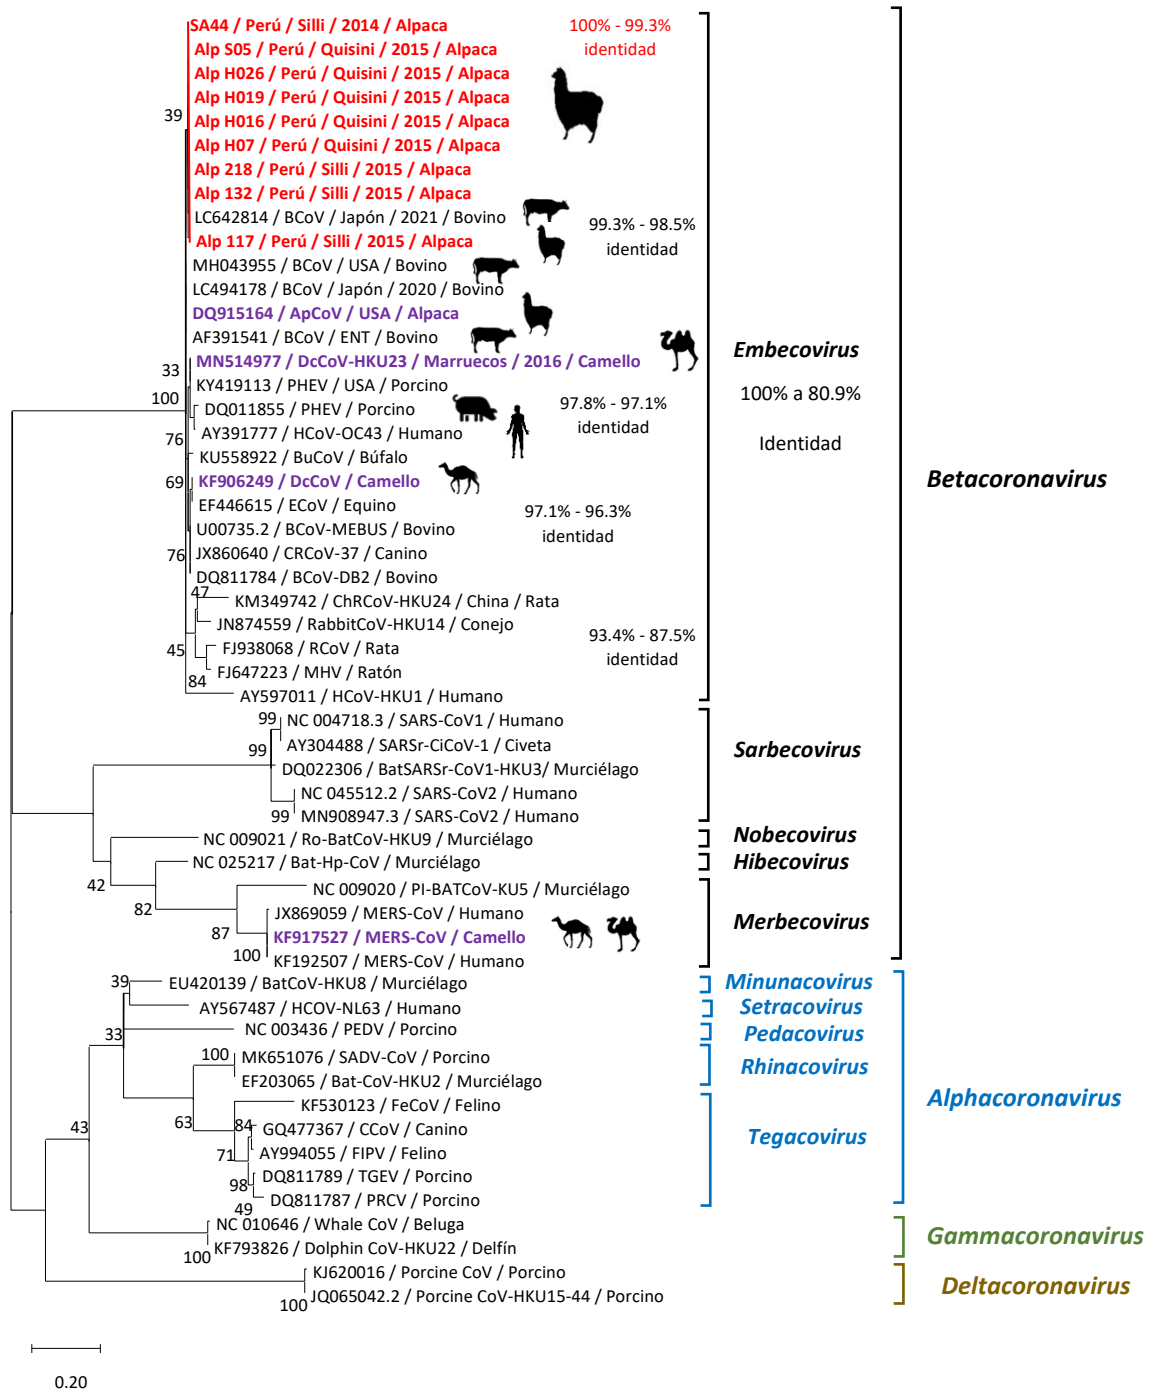 SA44 / Perú / Silli / 2014 / Alpaca
100% - 99.3%
identidad
Alp S05 / Perú / Quisini / 2015 / Alpaca
Alp H026 / Perú / Quisini / 2015 / Alpaca
Alp H019 / Perú / Quisini / 2015 / Alpaca
39
Alp H016 / Perú / Quisini / 2015 / Alpaca
Alp H07 / Perú / Quisini / 2015 / Alpaca
Alp 218 / Perú / Silli / 2015 / Alpaca
Alp 132 / Perú / Silli / 2015 / Alpaca
LC642814 / BCoV / Japón / 2021 / Bovino
99.3% - 98.5%
identidad
Alp 117 / Perú / Silli / 2015 / Alpaca
MH043955 / BCoV / USA / Bovino
LC494178 / BCoV / Japón / 2020 / Bovino
DQ915164 / ApCoV / USA / Alpaca
AF391541 / BCoV / ENT / Bovino
Embecovirus
100% a 80.9%
Identidad
MN514977 / DcCoV-HKU23 / Marruecos / 2016 / Camello
33
KY419113 / PHEV / USA / Porcino
100
DQ011855 / PHEV / Porcino
97.8% - 97.1%
identidad
AY391777 / HCoV-OC43 / Humano
76
KU558922 / BuCoV / Búfalo
69
KF906249 / DcCoV / Camello
Betacoronavirus
EF446615 / ECoV / Equino
97.1% - 96.3%
identidad
U00735.2 / BCoV-MEBUS / Bovino
76
JX860640 / CRCoV-37 / Canino
DQ811784 / BCoV-DB2 / Bovino
47
KM349742 / ChRCoV-HKU24 / China / Rata
JN874559 / RabbitCoV-HKU14 / Conejo
93.4% - 87.5%
identidad
45
FJ938068 / RCoV / Rata
FJ647223 / MHV / Ratón
84
AY597011 / HCoV-HKU1 / Humano
99
NC 004718.3 / SARS-CoV1 / Humano
99
AY304488 / SARSr-CiCoV-1 / Civeta
Sarbecovirus
DQ022306 / BatSARSr-CoV1-HKU3/ Murciélago
NC 045512.2 / SARS-CoV2 / Humano
99
MN908947.3 / SARS-CoV2 / Humano
NC 009021 / Ro-BatCoV-HKU9 / Murciélago
Nobecovirus
NC 025217 / Bat-Hp-CoV / Murciélago
Hibecovirus
42
NC 009020 / PI-BATCoV-KU5 / Murciélago
82
JX869059 / MERS-CoV / Humano
Merbecovirus
87
KF917527 / MERS-CoV / Camello
100
KF192507 / MERS-CoV / Humano
39
EU420139 / BatCoV-HKU8 / Murciélago
Minunacovirus
AY567487 / HCOV-NL63 / Humano
Setracovirus
33
NC 003436 / PEDV / Porcino
Pedacovirus
100
MK651076 / SADV-CoV / Porcino
Rhinacovirus
EF203065 / Bat-CoV-HKU2 / Murciélago
KF530123 / FeCoV / Felino
Alphacoronavirus
63
84
43
GQ477367 / CCoV / Canino
Tegacovirus
71
AY994055 / FIPV / Felino
DQ811789 / TGEV / Porcino
98
DQ811787 / PRCV / Porcino
49
NC 010646 / Whale CoV / Beluga
Gammacoronavirus
KF793826 / Dolphin CoV-HKU22 / Delfín
100
KJ620016 / Porcine CoV / Porcino
Deltacoronavirus
JQ065042.2 / Porcine CoV-HKU15-44 / Porcino
100
0.20